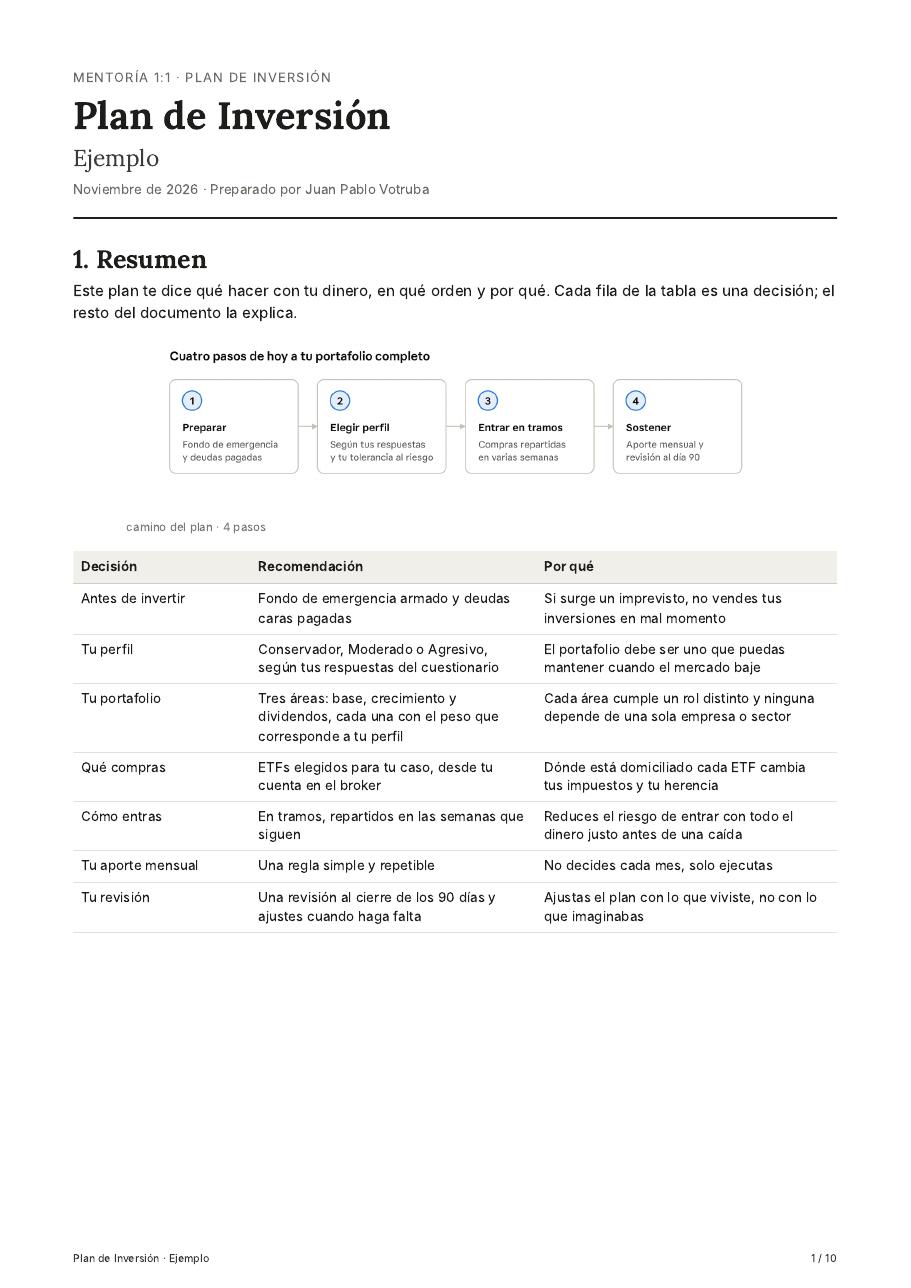 MENTORÍA 1:1 · PLAN DE INVERSIÓN
Plan de Inversión
Ejemplo
Noviembre de 2026 · Preparado por Juan Pablo Votruba
1. Resumen
Este plan te dice qué hacer con tu dinero, en qué orden y por qué. Cada fila de la tabla es una decisión; el
resto del documento la explica.
Cuatro pasos de hoy a tu portafolio completo
1
Preparar
Fondo de emergencia
y deudas pagadas
2
Elegir perfil
Según tus respuestas
y tu tolerancia al riesgo
3
Entrar en tramos
Compras repartidas
en varias semanas
4
Sostener
Aporte mensual y
revisión al día 90
camino del plan · 4 pasos
Decisión
Recomendación
Por qué
Antes de invertir
Fondo de emergencia armado y deudas
caras pagadas
Si surge un imprevisto, no vendes tus
inversiones en mal momento
Tu perfil
Conservador, Moderado o Agresivo,
según tus respuestas del cuestionario
El portafolio debe ser uno que puedas
mantener cuando el mercado baje
Tu portafolio
Tres áreas: base, crecimiento y
dividendos, cada una con el peso que
corresponde a tu perfil
Cada área cumple un rol distinto y ninguna
depende de una sola empresa o sector
Qué compras
ETFs elegidos para tu caso, desde tu
cuenta en el broker
Dónde está domiciliado cada ETF cambia
tus impuestos y tu herencia
Cómo entras
En tramos, repartidos en las semanas que
siguen
Reduces el riesgo de entrar con todo el
dinero justo antes de una caída
Tu aporte mensual
Una regla simple y repetible
No decides cada mes, solo ejecutas
Tu revisión
Una revisión al cierre de los 90 días y
ajustes cuando haga falta
Ajustas el plan con lo que viviste, no con lo
que imaginabas
Plan de Inversión · Ejemplo
1 / 10